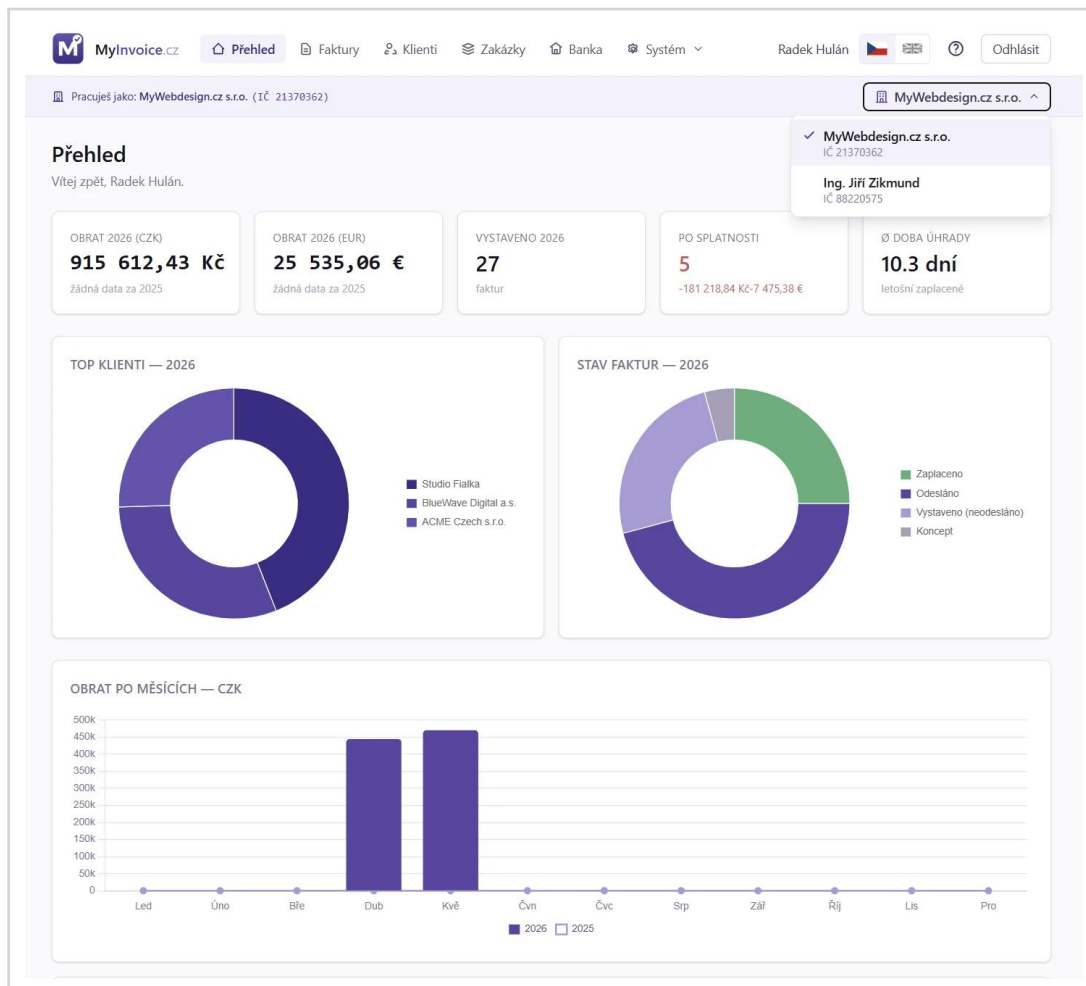 MyInvoice.cz Přehled Faktury Klienti Zakázky Banka Systém Radek Hulán Odhlásit
Pracuješ jako: MyWebdesign.cz s.r.o. (IČ 21370362) MyWebdesign.cz s.r.o.
MyWebdesign.cz s.r.o.
IČ 21370362
Ing. Jiří Zikmund
IČ 88220575
Přehled
Vítej zpět, Radek Hulán.
OBRAT 2026 (CZK)
915 612,43 Kč
žádná data za 2025
OBRAT 2026 (EUR)
25 535,06 €
žádná data za 2025
VYSTAVENO 2026
27
faktur
PO SPLATNOSTI
5
-181 218,84 Kč-7 475,38 €
Ø DOBA ÚHRADY
10.3 dní
letošní zaplacené
TOP KLIENTI — 2026
Studio Fialka
BlueWave Digital a.s.
ACME Czech s.r.o.
STAV FAKTUR — 2026
Zaplaceno
Odesláno
Vystaveno (neodesláno)
Koncept
OBRAT PO MĚSÍCÍCH — CZK
500k
450k
400k
350k
300k
250k
200k
150k
100k
50k
0
Led Úno Bře Dub Kvě Čvn Čvc Srp Zář Říj Lis Pro
2026 2025